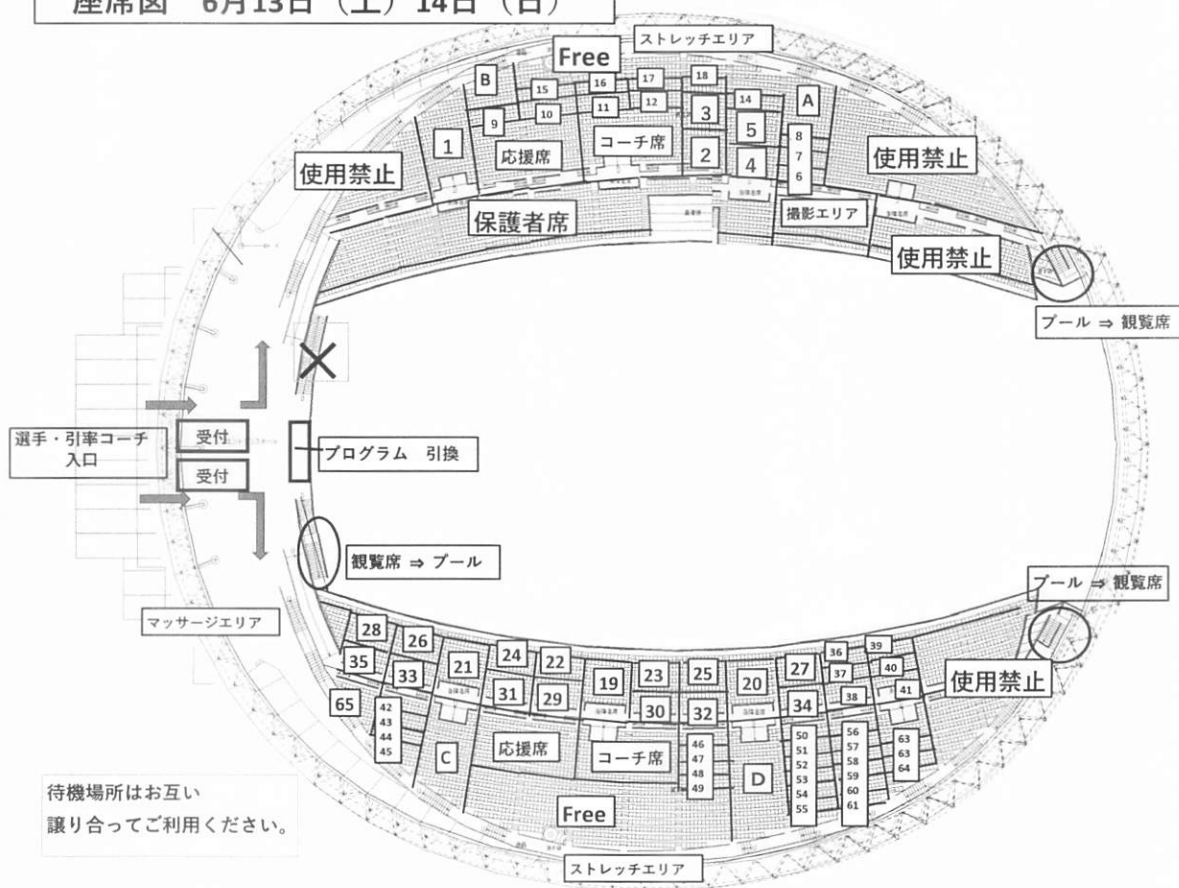 座席図 6月13日（土）14日（日）
ストレッチエリア
Free
B
A
15
16
17
18
9
10
11
12
3
14
1
5
8
7
6
応援席
コーチ席
2
4
使用禁止
使用禁止
保護者席
撮影エリア
使用禁止
プール ⇒ 観覧席
選手・引率コーチ
入口
受付
受付
プログラム 引換
観覧席 ⇒ プール
プール ⇒ 観覧席
マッサージエリア
28
26
21
24
22
19
23
25
20
27
36
39
35
33
31
29
30
32
34
37
40
38
41
65
42
43
44
45
C
応援席
コーチ席
46
47
48
49
D
50
51
52
53
54
55
56
57
58
59
60
61
63
63
64
使用禁止
Free
待機場所はお互い
譲り合ってご利用ください。
ストレッチエリア